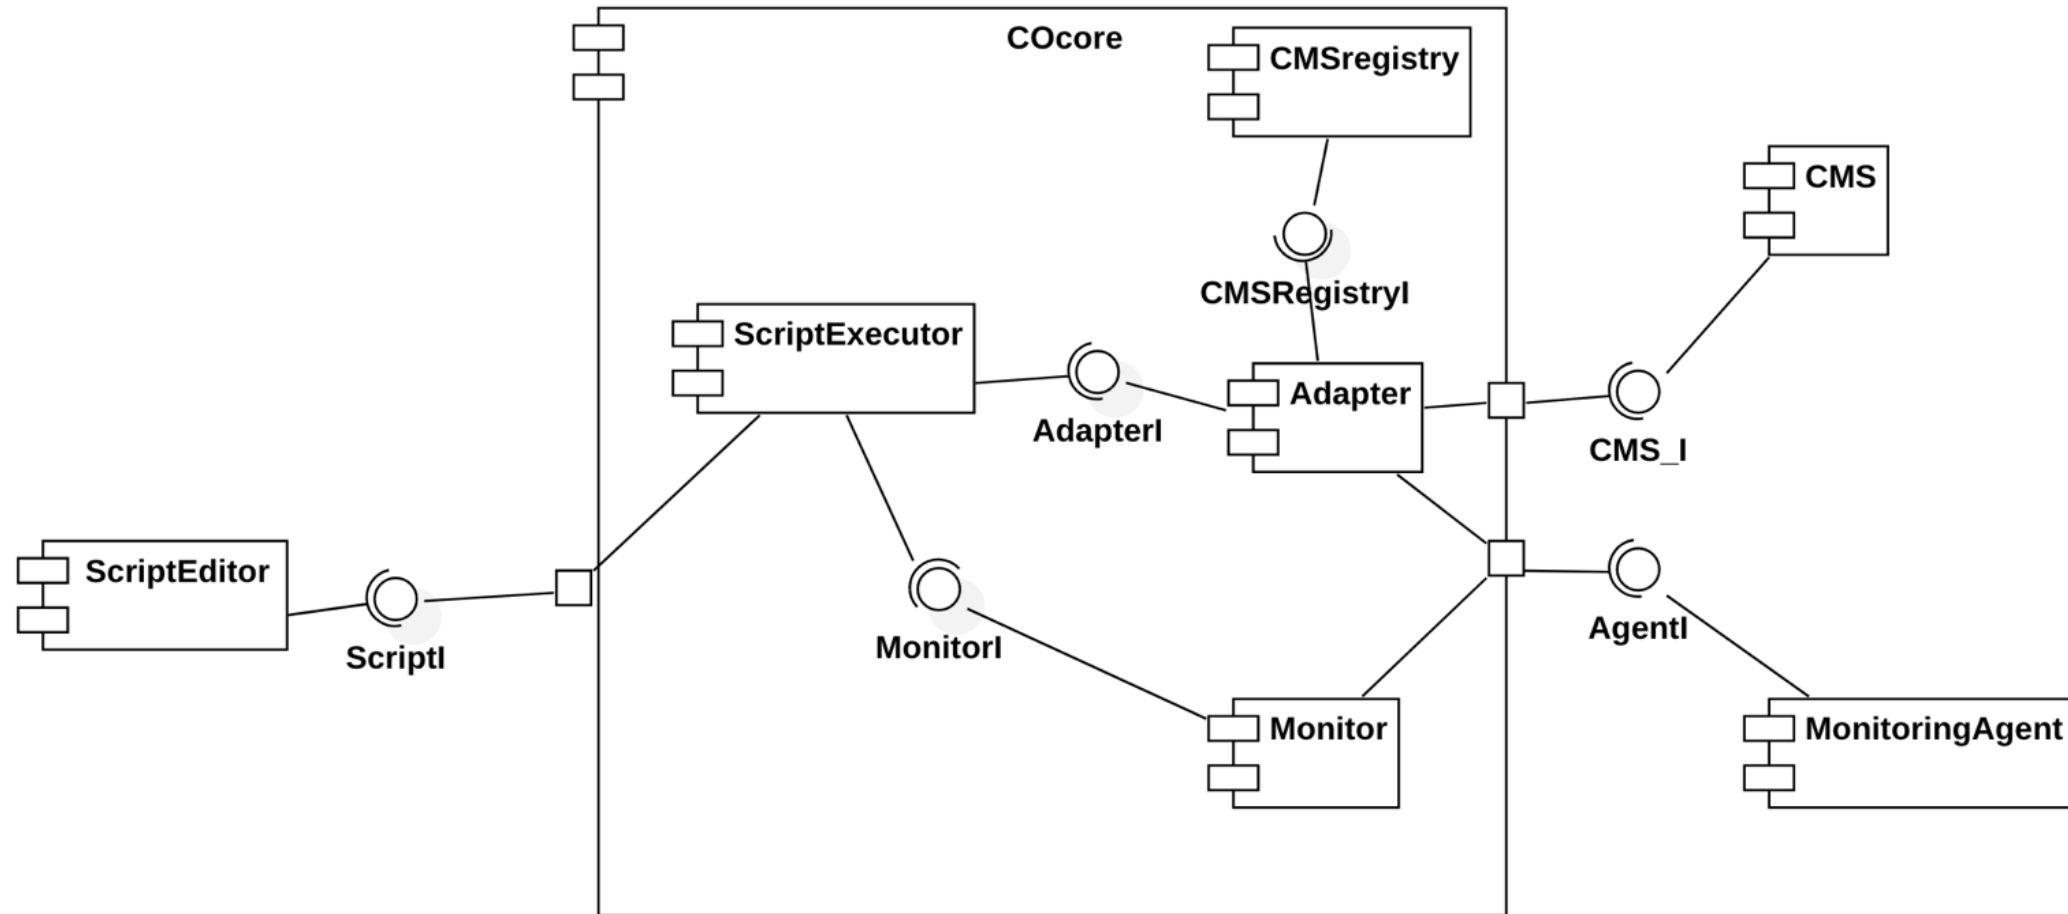 COcore
CMSregistry
CMS
CMSRegistryI
ScriptExecutor
Adapter
AdapterI
CMS_I
ScriptEditor
ScriptI
MonitorI
AgentI
Monitor
MonitoringAgent